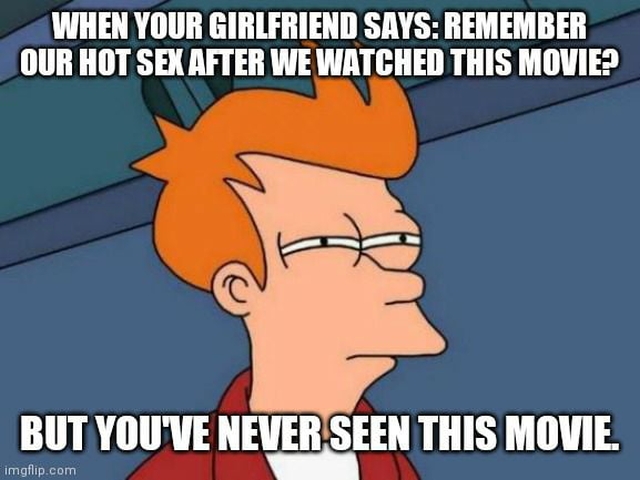 WHEN YOUR GIRLFRIEND SAYS: REMEMBER
OUR HOT SEX AFTER WE WATCHED THIS MOVIE?
BUT YOU'VE NEVER SEEN THIS MOVIE.
imgflip.com